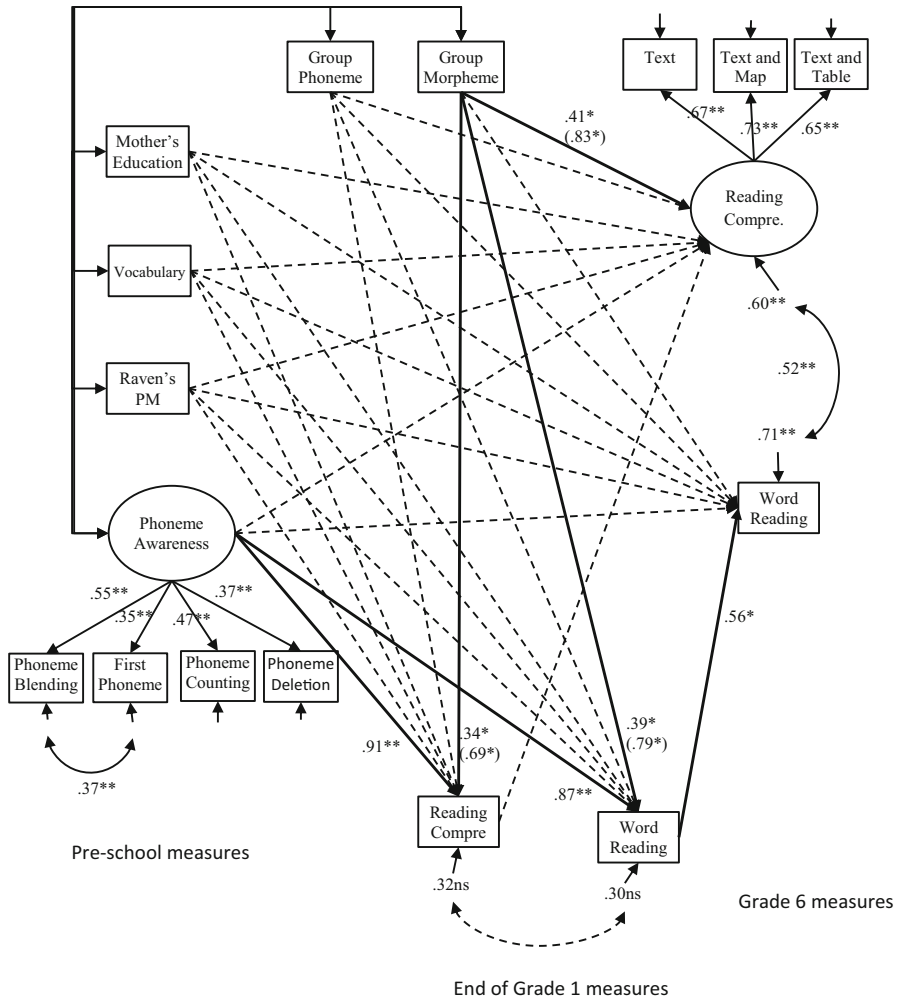 Group
Phoneme
Group
Morpheme
Text
Text and
Map
Text and
Table
.41*
(.83*)
.67**
.73**
.65**
Mother's
Education
Reading
Compre.
Vocabulary
.60**
.52**
Raven's
PM
.71**
Word
Reading
Phoneme
Awareness
.55**
.35**
.47**
.37**
Phoneme
Blending
First
Phoneme
Phoneme
Counting
Phoneme
Deletion
.56*
.37**
.91**
.34*
(.69*)
.39*
(.79*)
.87**
Reading
Compre
Word
Reading
Pre-school measures
.32ns
.30ns
Grade 6 measures
End of Grade 1 measures